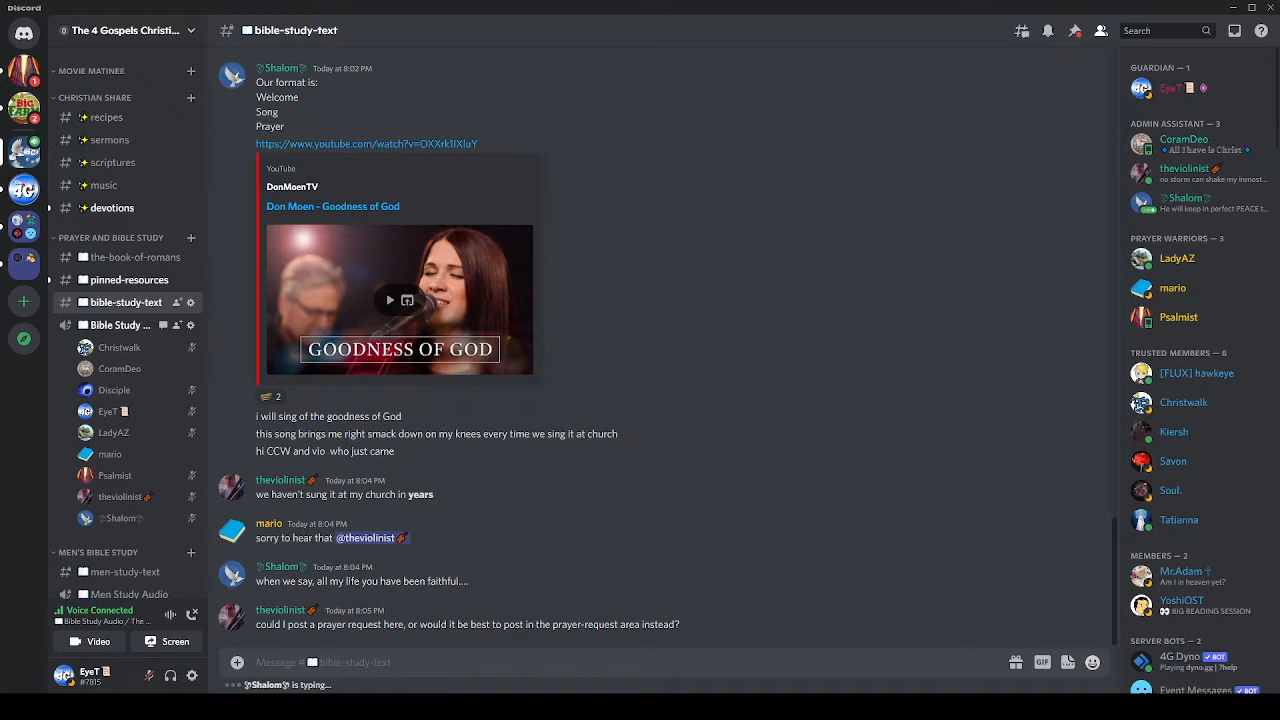 Discord
The 4 Gospels Christi...
MOVIE MATINEE
CHRISTIAN SHARE
recipes
sermons
scriptures
music
devotions
PRAYER AND BIBLE STUDY
the-book-of-romans
pinned-resources
bible-study-text
Bible Study ...
Christwalk
CoramDeo
Disciple
EyeT
LadyAZ
mario
Psalmist
theviolinist
Shalom
MEN'S BIBLE STUDY
men-study-text
Men Study Audio
Voice Connected
Bible Study Audio / The ...
Video
Screen
EyeT
#7815
1
2
bible-study-text
Search
Shalom Today at 8:02 PM
Our format is:
Welcome
Song
Prayer
https://www.youtube.com/watch?v=OXXrk1IXluY
YouTube
DonMoenTV
Don Moen - Goodness of God
GOODNESS OF GOD
2
i will sing of the goodness of God
this song brings me right smack down on my knees every time we sing it at church
hi CCW and vio who just came
theviolinist Today at 8:04 PM
we haven't sung it at my church in years
mario Today at 8:04 PM
sorry to hear that @theviolinist
Shalom Today at 8:04 PM
when we say, all my life you have been faithful....
theviolinist Today at 8:05 PM
could I post a prayer request here, or would it be best to post in the prayer-request area instead?
Message # bible-study-text
GIF
Shalom is typing...
GUARDIAN — 1
EyeT
ADMIN ASSISTANT — 3
CoramDeo
All I have is Christ
theviolinist
no storm can shake my inmost...
Shalom
He will keep in perfect PEACE t...
PRAYER WARRIORS — 3
LadyAZ
mario
Psalmist
TRUSTED MEMBERS — 6
[FLUX] hawkeye
Christwalk
Kiersh
Savon
Soul.
Tatianna
MEMBERS — 2
Mr.Adam
Am I in heaven yet?
YoshiOST
BIG READING SESSION
SERVER BOTS — 2
4G Dyno BOT
Playing dyno.gg | ?help
Event Messages BOT